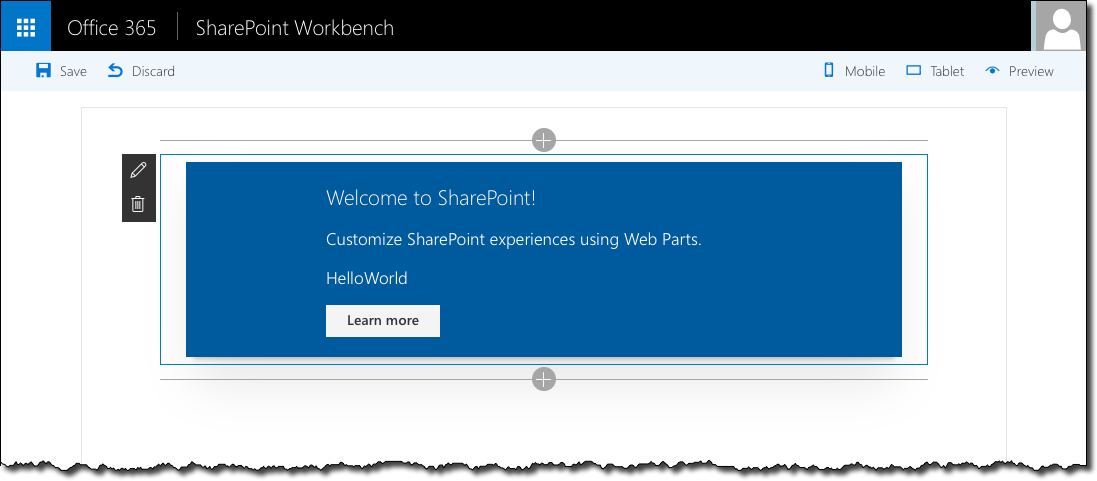 Office 365 SharePoint Workbench
Save Discard Mobile Tablet Preview
Welcome to SharePoint!
Customize SharePoint experiences using Web Parts.
HelloWorld
Learn more